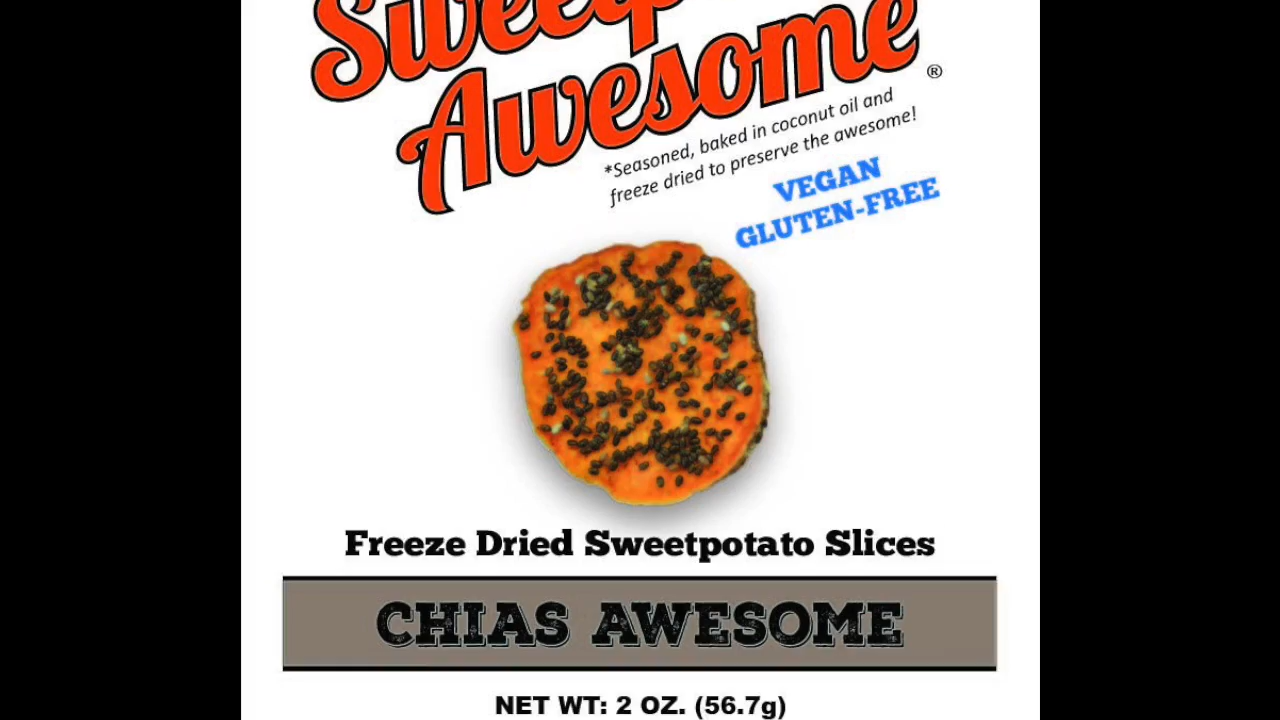 Awesome®
*Seasoned, baked in coconut oil and
freeze dried to preserve the awesome!
VEGAN
GLUTEN-FREE
Freeze Dried Sweetpotato Slices
CHIAS AWESOME
NET WT: 2 OZ. (56.7g)